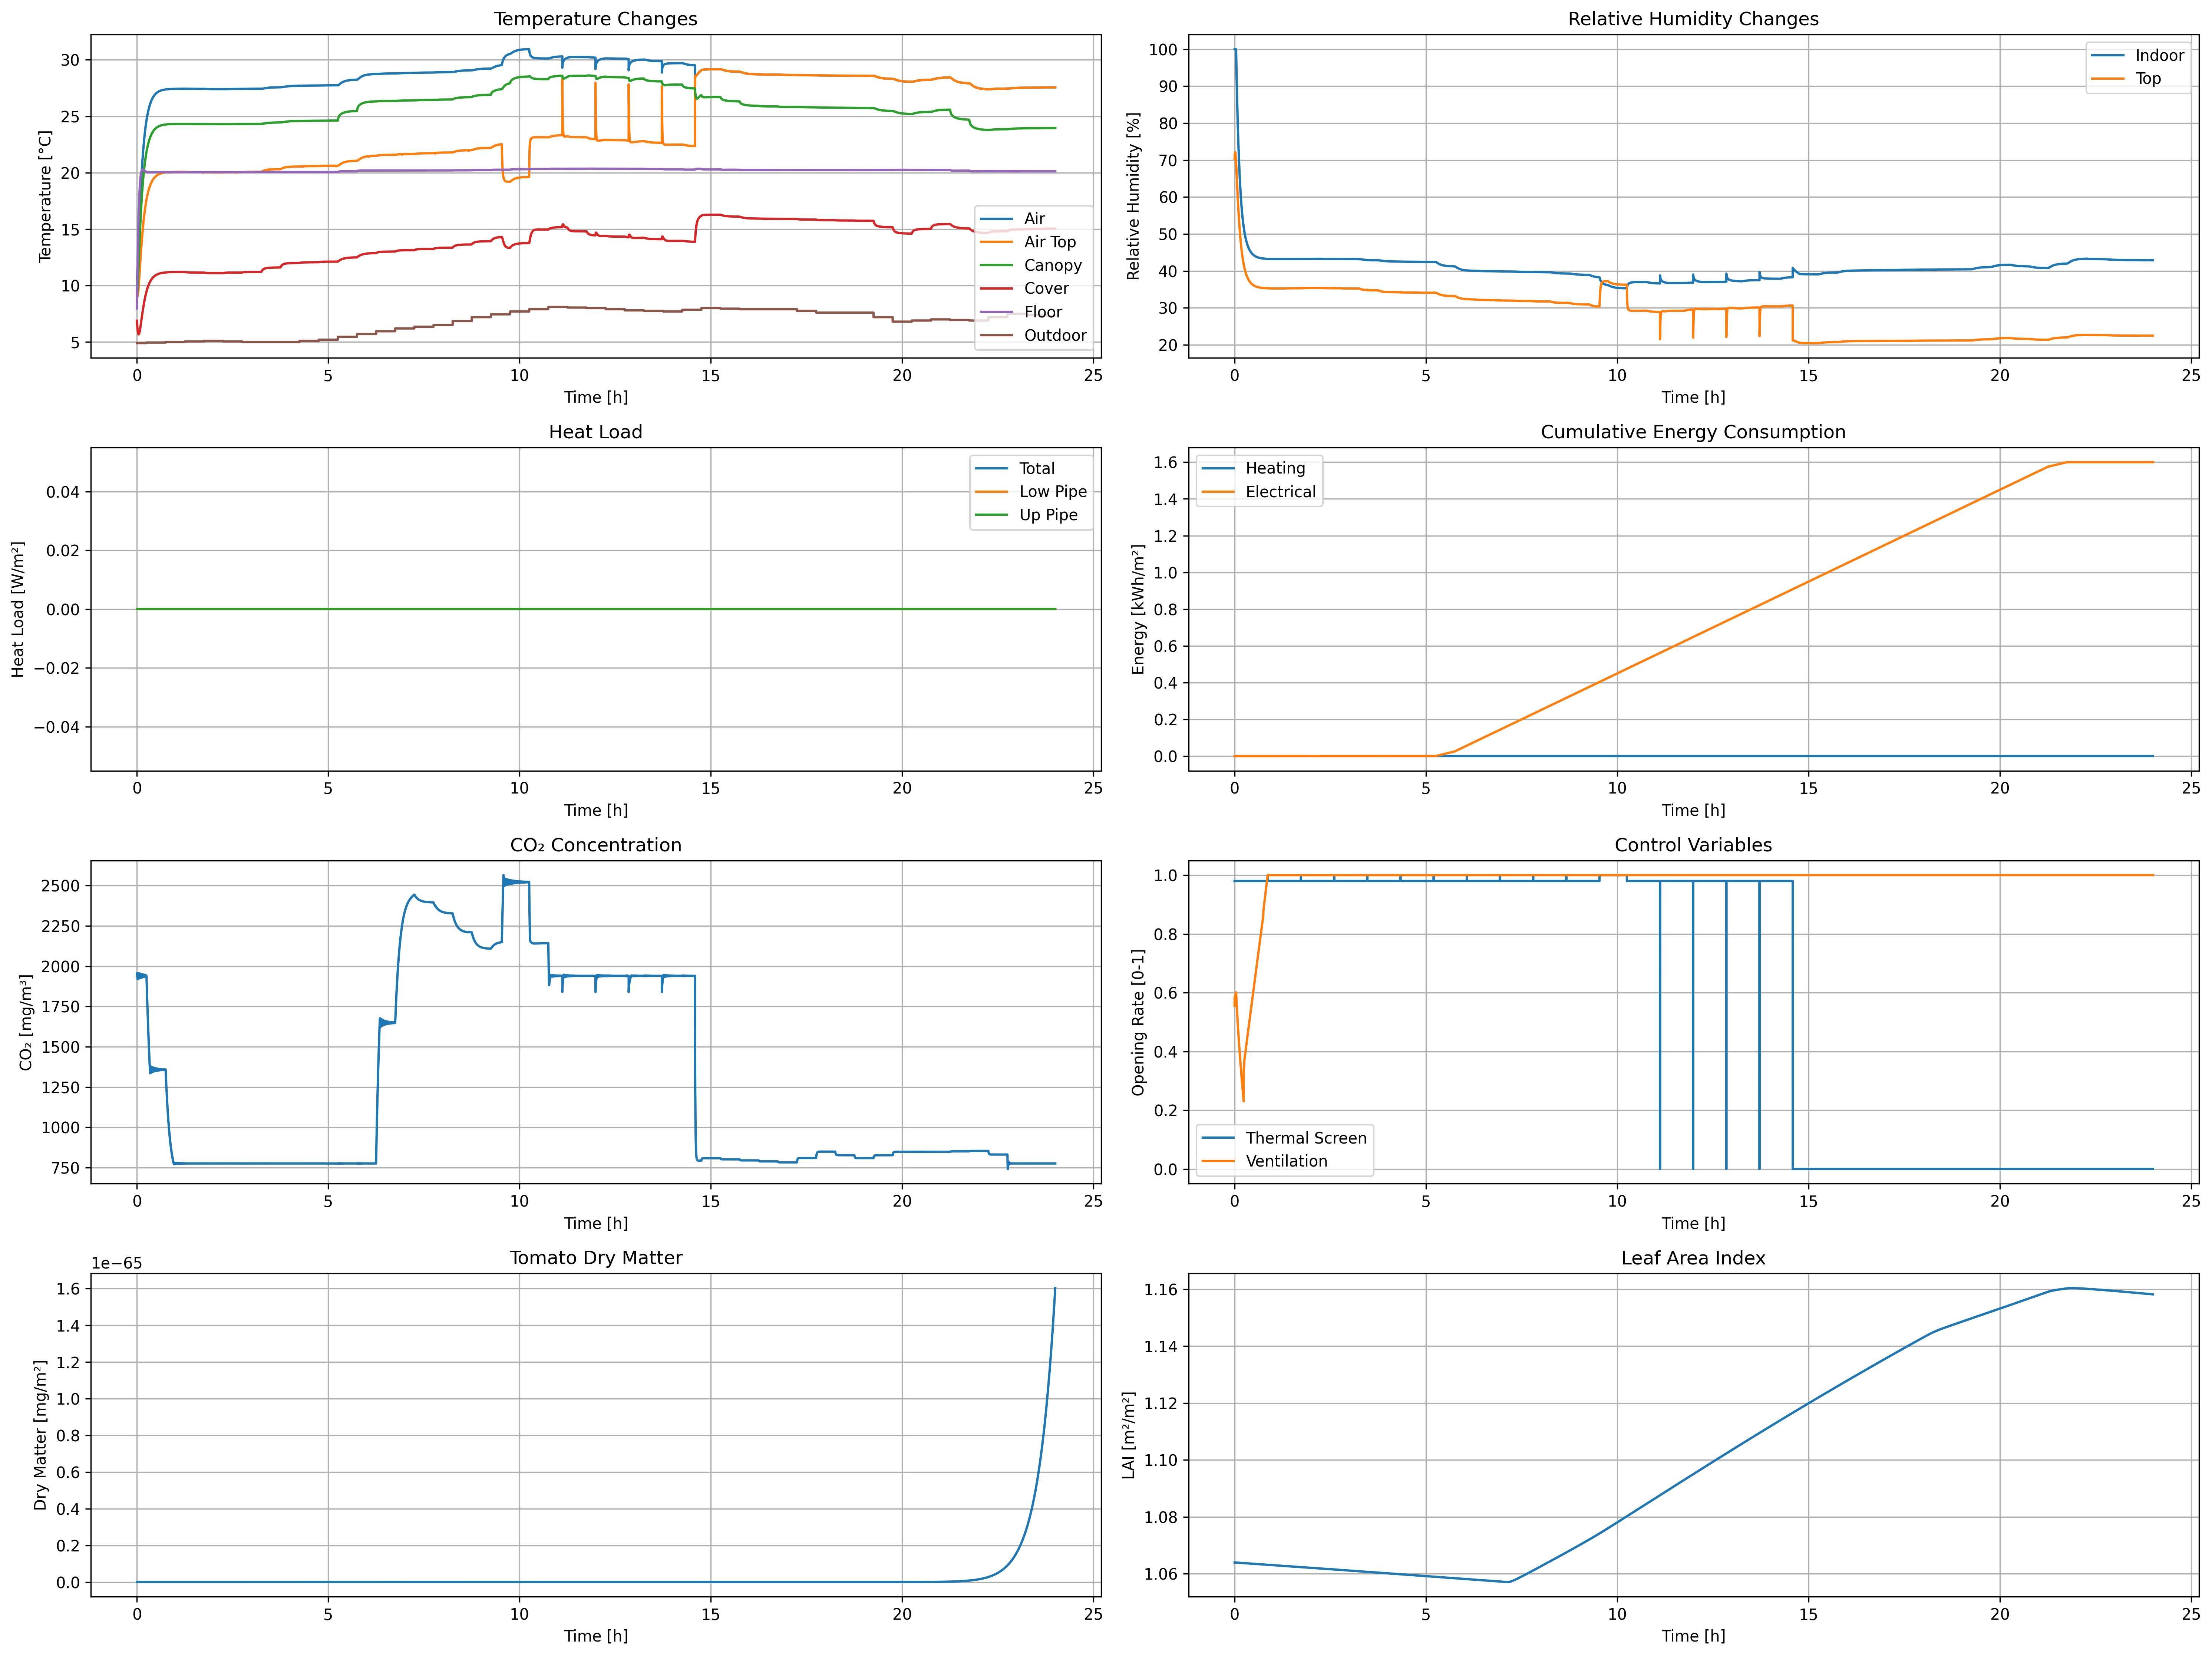 Temperature Changes
Temperature [°C]
30
25
20
15
10
5
Air
Air Top
Canopy
Cover
Floor
Outdoor
0 5 10 15 20 25
Time [h]
Relative Humidity Changes
Relative Humidity [%]
100
90
80
70
60
50
40
30
20
Indoor
Top
0 5 10 15 20 25
Time [h]
Heat Load
Heat Load [W/m²]
0.04
0.02
0.00
−0.02
−0.04
Total
Low Pipe
Up Pipe
0 5 10 15 20 25
Time [h]
Cumulative Energy Consumption
Energy [kWh/m²]
1.6
1.4
1.2
1.0
0.8
0.6
0.4
0.2
0.0
Heating
Electrical
0 5 10 15 20 25
Time [h]
CO₂ Concentration
CO₂ [mg/m³]
2500
2250
2000
1750
1500
1250
1000
750
0 5 10 15 20 25
Time [h]
Control Variables
Opening Rate [0-1]
1.0
0.8
0.6
0.4
0.2
0.0
Thermal Screen
Ventilation
0 5 10 15 20 25
Time [h]
Tomato Dry Matter
1e−65
Dry Matter [mg/m²]
1.6
1.4
1.2
1.0
0.8
0.6
0.4
0.2
0.0
0 5 10 15 20 25
Time [h]
Leaf Area Index
LAI [m²/m²]
1.16
1.14
1.12
1.10
1.08
1.06
0 5 10 15 20 25
Time [h]